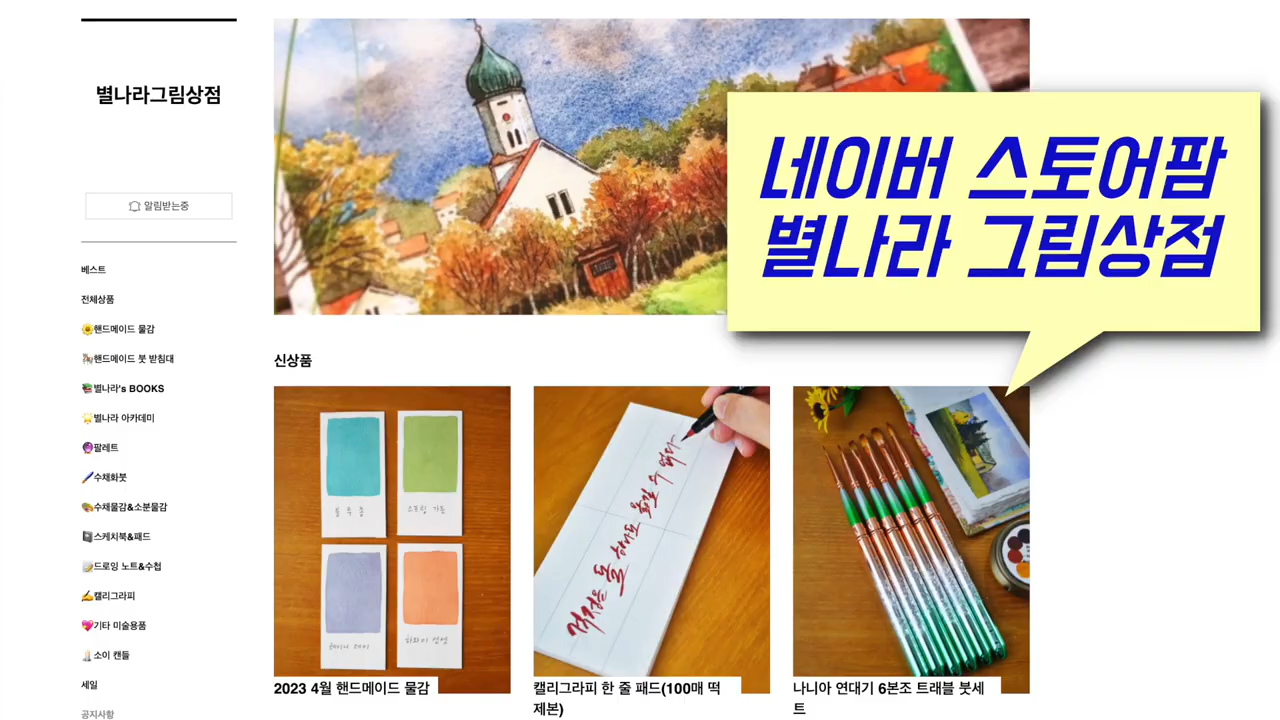 별나라그림상점
알림받는중
베스트
전체상품
핸드메이드 물감
핸드메이드 붓 받침대
별나라's BOOKS
별나라 아카데미
팔레트
수채화붓
수채물감&소분물감
스케치북&패드
드로잉 노트&수첩
캘리그라피
기타 미술용품
소이 캔들
세일
공지사항
네이버 스토어팜
별나라 그림상점
신상품
2023 4월 핸드메이드 물감
캘리그라피 한 줄 패드(100매 떡
제본)
나니아 연대기 6본조 트래블 붓세
트